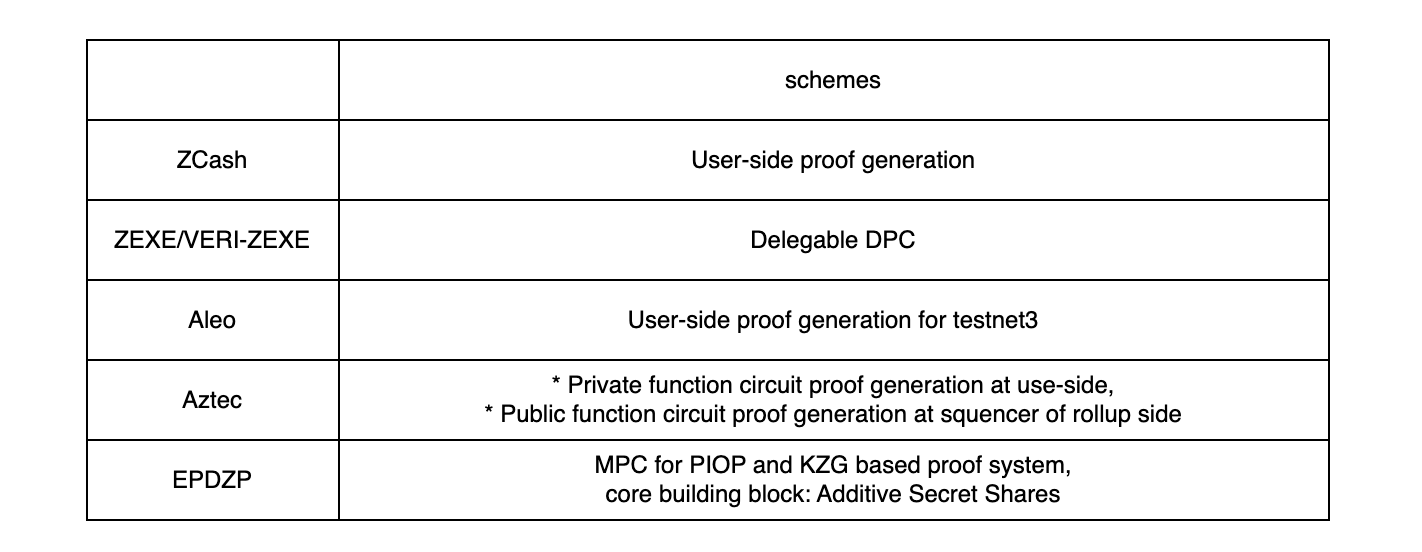 schemes
ZCash
User-side proof generation
ZEXE/VERI-ZEXE
Delegable DPC
Aleo
User-side proof generation for testnet3
Aztec
* Private function circuit proof generation at use-side,
* Public function circuit proof generation at squencer of rollup side
EPDZP
MPC for PIOP and KZG based proof system,
core building block: Additive Secret Shares